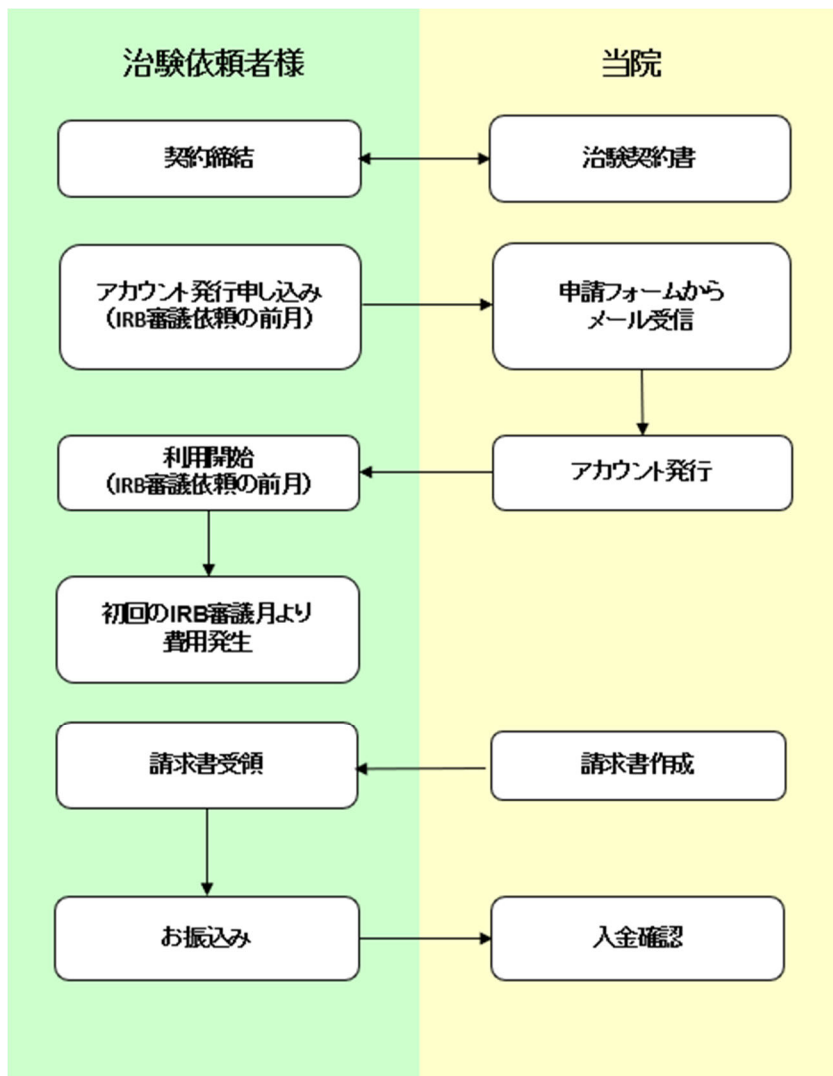 治験依頼者様
当院
契約締結
治験契約書
アカウント発行申し込み
（IRB審議依頼の前月）
申請フォームから
メール受信
利用開始
（IRB審議依頼の前月）
アカウント発行
初回のIRB審議月より
費用発生
請求書受領
請求書作成
お振込み
入金確認